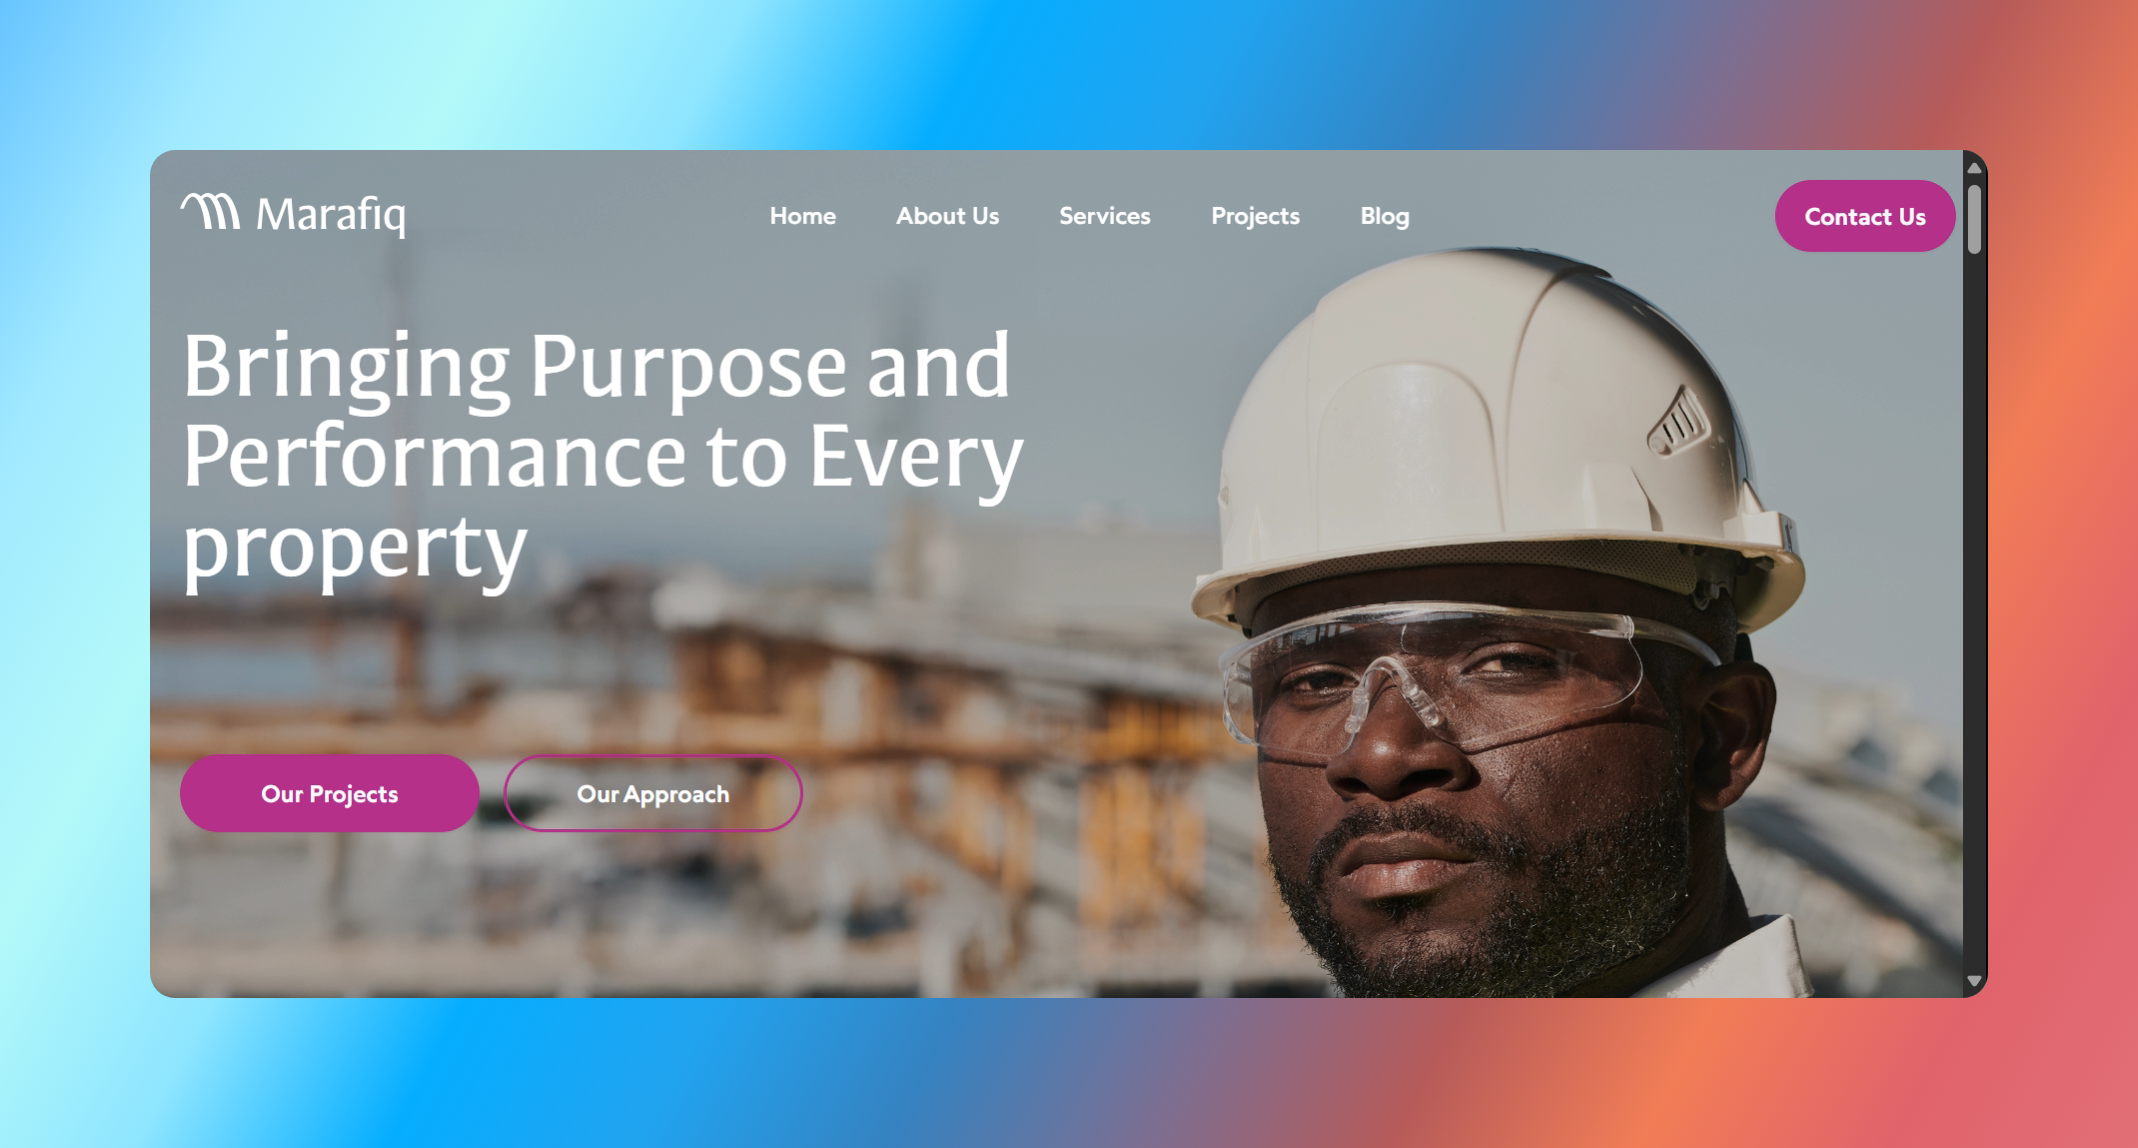 Marafiq
Home
About Us
Services
Projects
Blog
Contact Us
Bringing Purpose and
Performance to Every
property
Our Projects
Our Approach